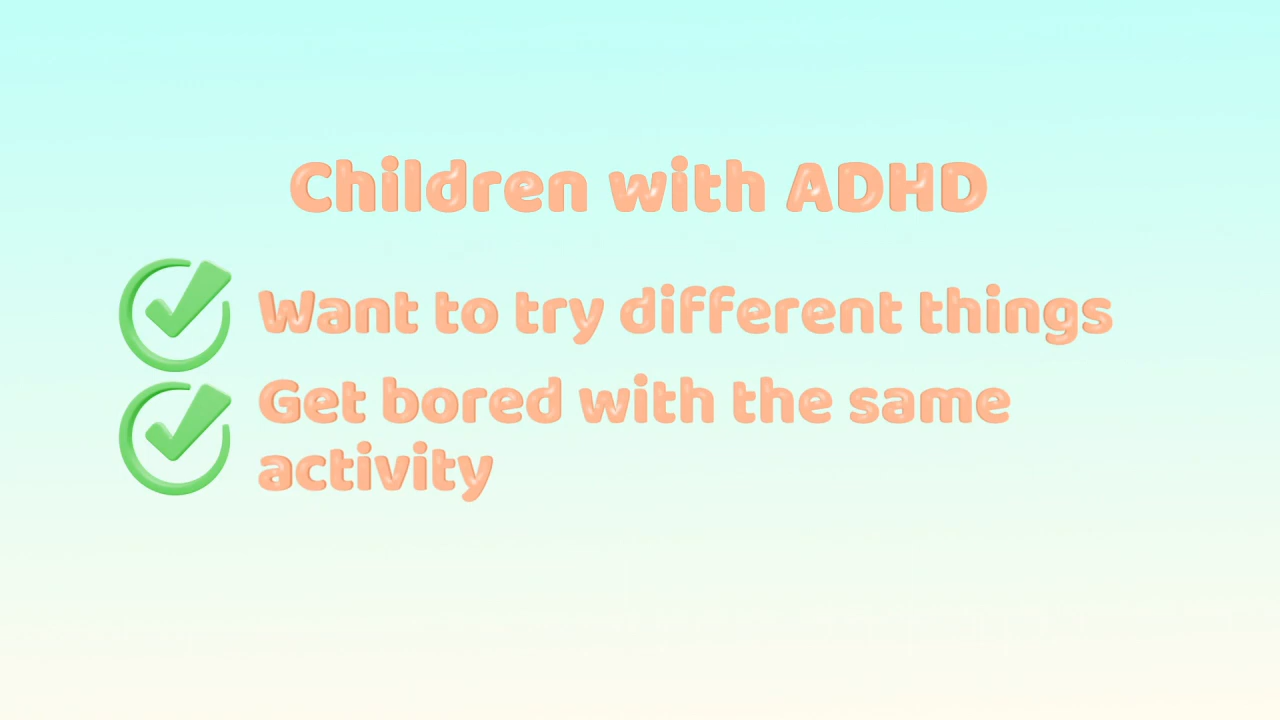 Children with ADHD
Want to try different things
Get bored with the same
activity